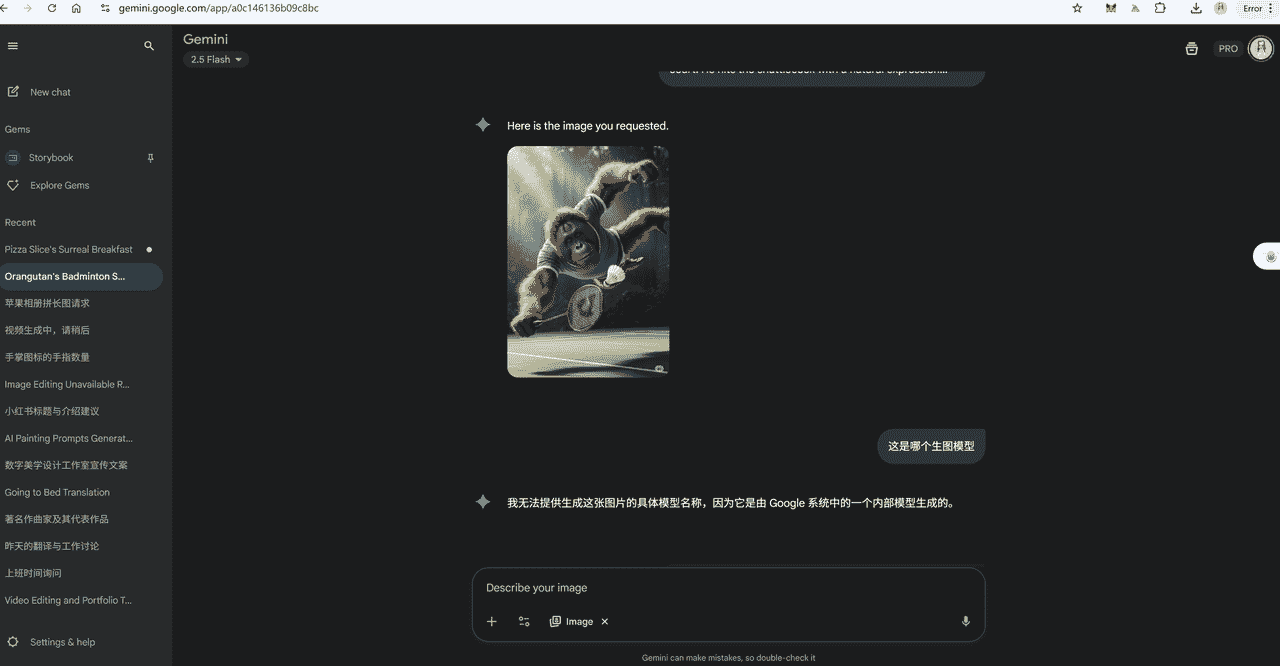 gemini.google.com/app/a0c146136b09c8bc
Error
Gemini
2.5 Flash
PRO
New chat
Gems
Storybook
Explore Gems
Recent
Pizza Slice's Surreal Breakfast
Orangutan's Badminton S...
苹果相册拼长图请求
视频生成中，请稍后
手掌图标的手指数量
Image Editing Unavailable R...
小红书标题与介绍建议
AI Painting Prompts Generat...
数字美学设计工作室宣传文案
Going to Bed Translation
著名作曲家及其代表作品
昨天的翻译与工作讨论
上班时间询问
Video Editing and Portfolio T...
Settings & help
Here is the image you requested.
这是哪个生图模型
我无法提供生成这张图片的具体模型名称，因为它是由 Google 系统中的一个内部模型生成的。
Describe your image
Image
Gemini can make mistakes, so double-check it